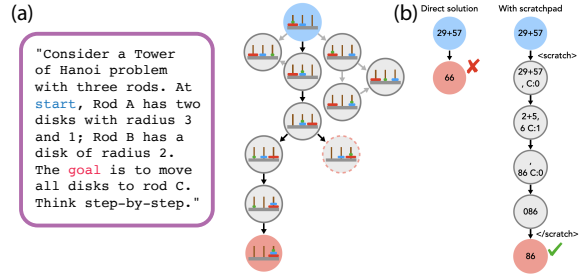 (a)
"Consider a Tower
of Hanoi problem
with three rods. At
start, Rod A has two
disks with radius 3
and 1; Rod B has a
disk of radius 2.
The goal is to move
all disks to rod C.
Think step-by-step."
(b)
Direct solution
29+57
66
With scratchpad
29+57
<scratch>
29+57
, C:0
2+5,
6 C:1
,
86 C:0
086
</scratch>
86